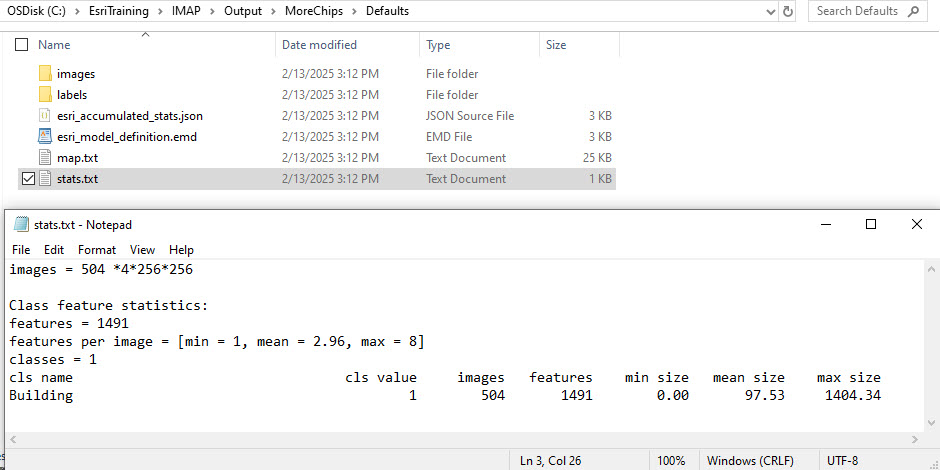 OSDisk (C:) > EsriTraining > IMAP > Output > MoreChips > Defaults
Search Defaults
Name Date modified Type Size
images 2/13/2025 3:12 PM File folder
labels 2/13/2025 3:12 PM File folder
esri_accumulated_stats.json 2/13/2025 3:12 PM JSON Source File 3 KB
esri_model_definition.emd 2/13/2025 3:12 PM EMD File 3 KB
map.txt 2/13/2025 3:12 PM Text Document 25 KB
stats.txt 2/13/2025 3:12 PM Text Document 1 KB
stats.txt - Notepad
File Edit Format View Help
images = 504 *4*256*256
Class feature statistics:
features = 1491
features per image = [min = 1, mean = 2.96, max = 8]
classes = 1
cls name cls value images features min size mean size max size
Building 1 504 1491 0.00 97.53 1404.34
Ln 3, Col 26 100% Windows (CRLF) UTF-8